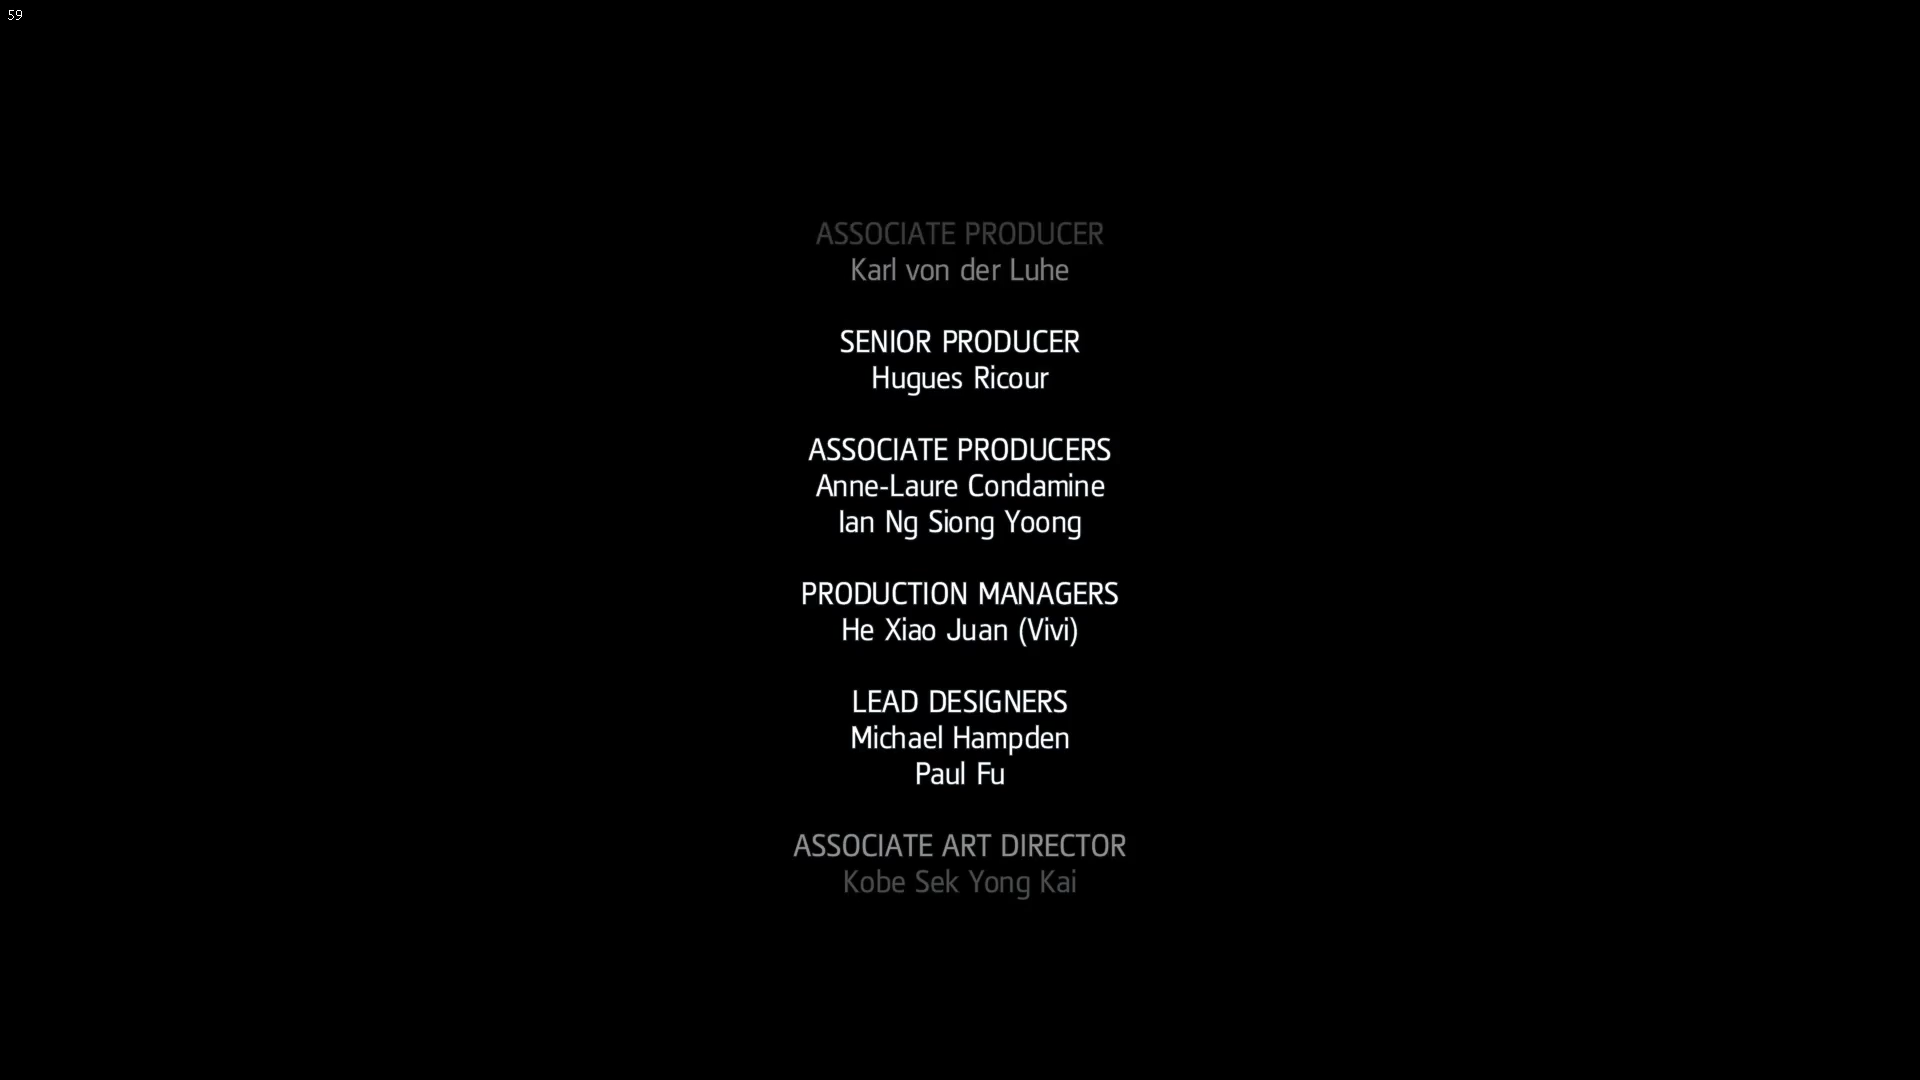 59
ASSOCIATE PRODUCER
Karl von der Luhe
SENIOR PRODUCER
Hugues Ricour
ASSOCIATE PRODUCERS
Anne-Laure Condamine
Ian Ng Siong Yoong
PRODUCTION MANAGERS
He Xiao Juan (Vivi)
LEAD DESIGNERS
Michael Hampden
Paul Fu
ASSOCIATE ART DIRECTOR
Kobe Sek Yong Kai